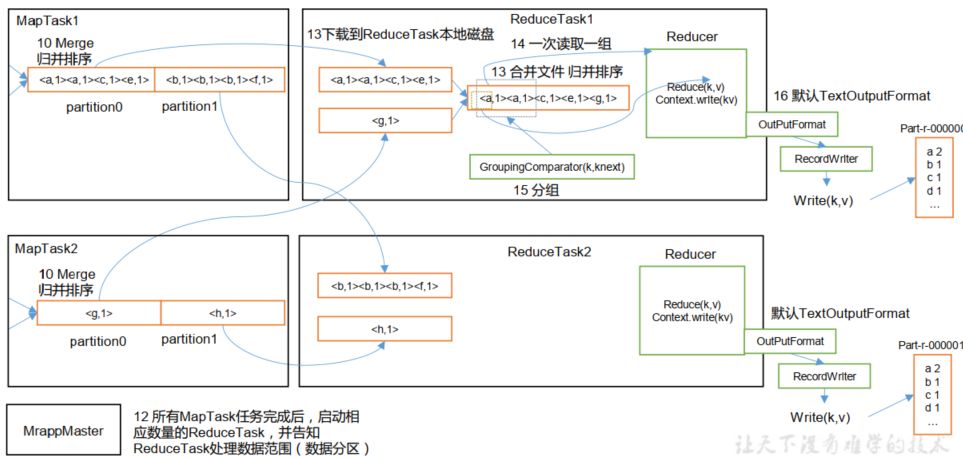 MapTask1
10 Merge
归并排序
<a,1><a,1><c,1><e,1>
<b,1><b,1><b,1><f,1>
partition0
partition1
ReduceTask1
13下载到ReduceTask本地磁盘
14 一次读取一组
13 合并文件 归并排序
<a,1><a,1><c,1><e,1>
<g,1>
<a,1><a,1><c,1><e,1><g,1>
GroupingComparator(k,knext)
15 分组
Reducer
Reduce(k,v)
Context.write(kv)
16 默认TextOutputFormat
OutPutFormat
RecordWriter
Write(k,v)
Part-r-000000
a 2
b 1
c 1
d 1
...
MapTask2
10 Merge
归并排序
<g,1>
<h,1>
partition0
partition1
ReduceTask2
<b,1><b,1><b,1><f,1>
<h,1>
Reducer
Reduce(k,v)
Context.write(kv)
默认TextOutputFormat
OutPutFormat
RecordWriter
Write(k,v)
Part-r-000001
a 2
b 1
c 1
d 1
...
MrappMaster
12 所有MapTask任务完成后，启动相
应数量的ReduceTask，并告知
ReduceTask处理数据范围（数据分区）
让天下没有难学的技术